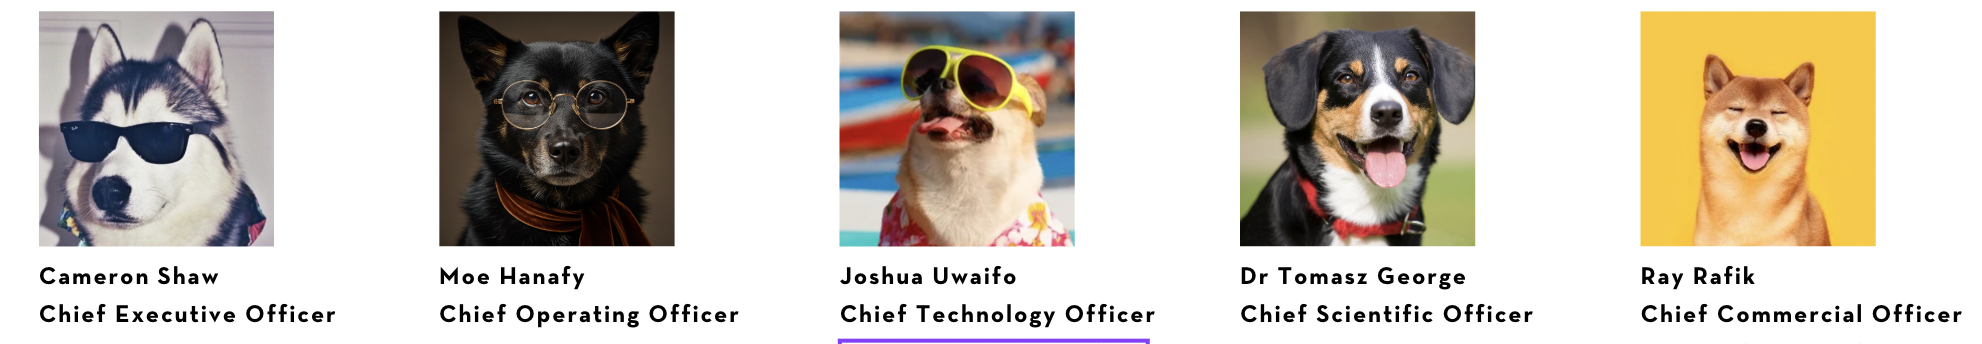 Cameron Shaw
Chief Executive Officer
Moe Hanafy
Chief Operating Officer
Joshua Uwaifo
Chief Technology Officer
Dr Tomasz George
Chief Scientific Officer
Ray Rafik
Chief Commercial Officer